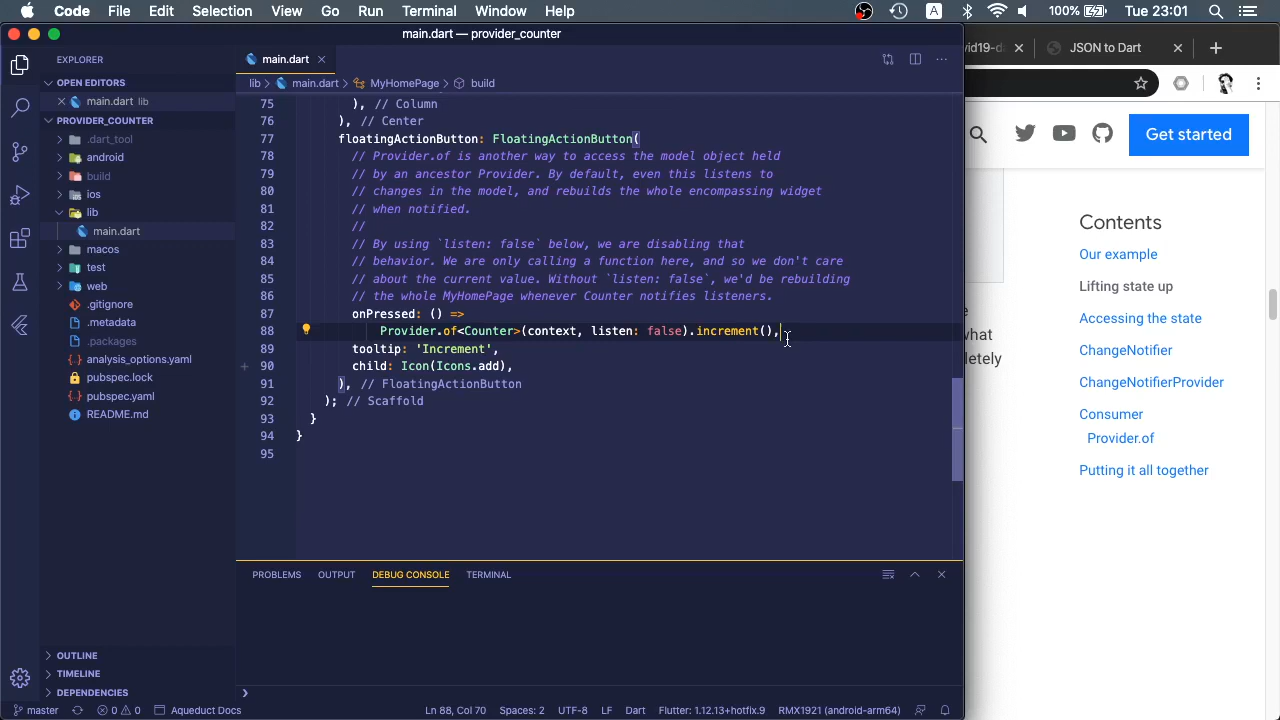 Code File Edit Selection View Go Run Terminal Window Help
100% Tue 23:01
main.dart — provider_counter
JSON to Dart
EXPLORER
main.dart
OPEN EDITORS
lib > main.dart > MyHomePage > build
main.dart lib
PROVIDER_COUNTER
.dart_tool
android
build
ios
lib
main.dart
macos
test
web
.gitignore
.metadata
.packages
analysis_options.yaml
pubspec.lock
pubspec.yaml
README.md
OUTLINE
TIMELINE
DEPENDENCIES
75 ), // Column
76 ), // Center
77 floatingActionButton: FloatingActionButton(
78 // Provider.of is another way to access the model object held
79 // by an ancestor Provider. By default, even this listens to
80 // changes in the model, and rebuilds the whole encompassing widget
81 // when notified.
82 //
83 // By using `listen: false` below, we are disabling that
84 // behavior. We are only calling a function here, and so we don't care
85 // about the current value. Without `listen: false`, we'd be rebuilding
86 // the whole MyHomePage whenever Counter notifies listeners.
87 onPressed: () =>
88 Provider.of<Counter>(context, listen: false).increment(),
89 tooltip: 'Increment',
90 child: Icon(Icons.add),
91 ), // FloatingActionButton
92 ); // Scaffold
93 }
94 }
95
PROBLEMS OUTPUT DEBUG CONSOLE TERMINAL
master 0 0 Aqueduct Docs
Ln 88, Col 70 Spaces: 2 UTF-8 LF Dart Flutter: 1.12.13+hotfix.9 RMX1921 (android-arm64)
Get started
Contents
Our example
Lifting state up
Accessing the state
ChangeNotifier
ChangeNotifierProvider
Consumer
Provider.of
Putting it all together